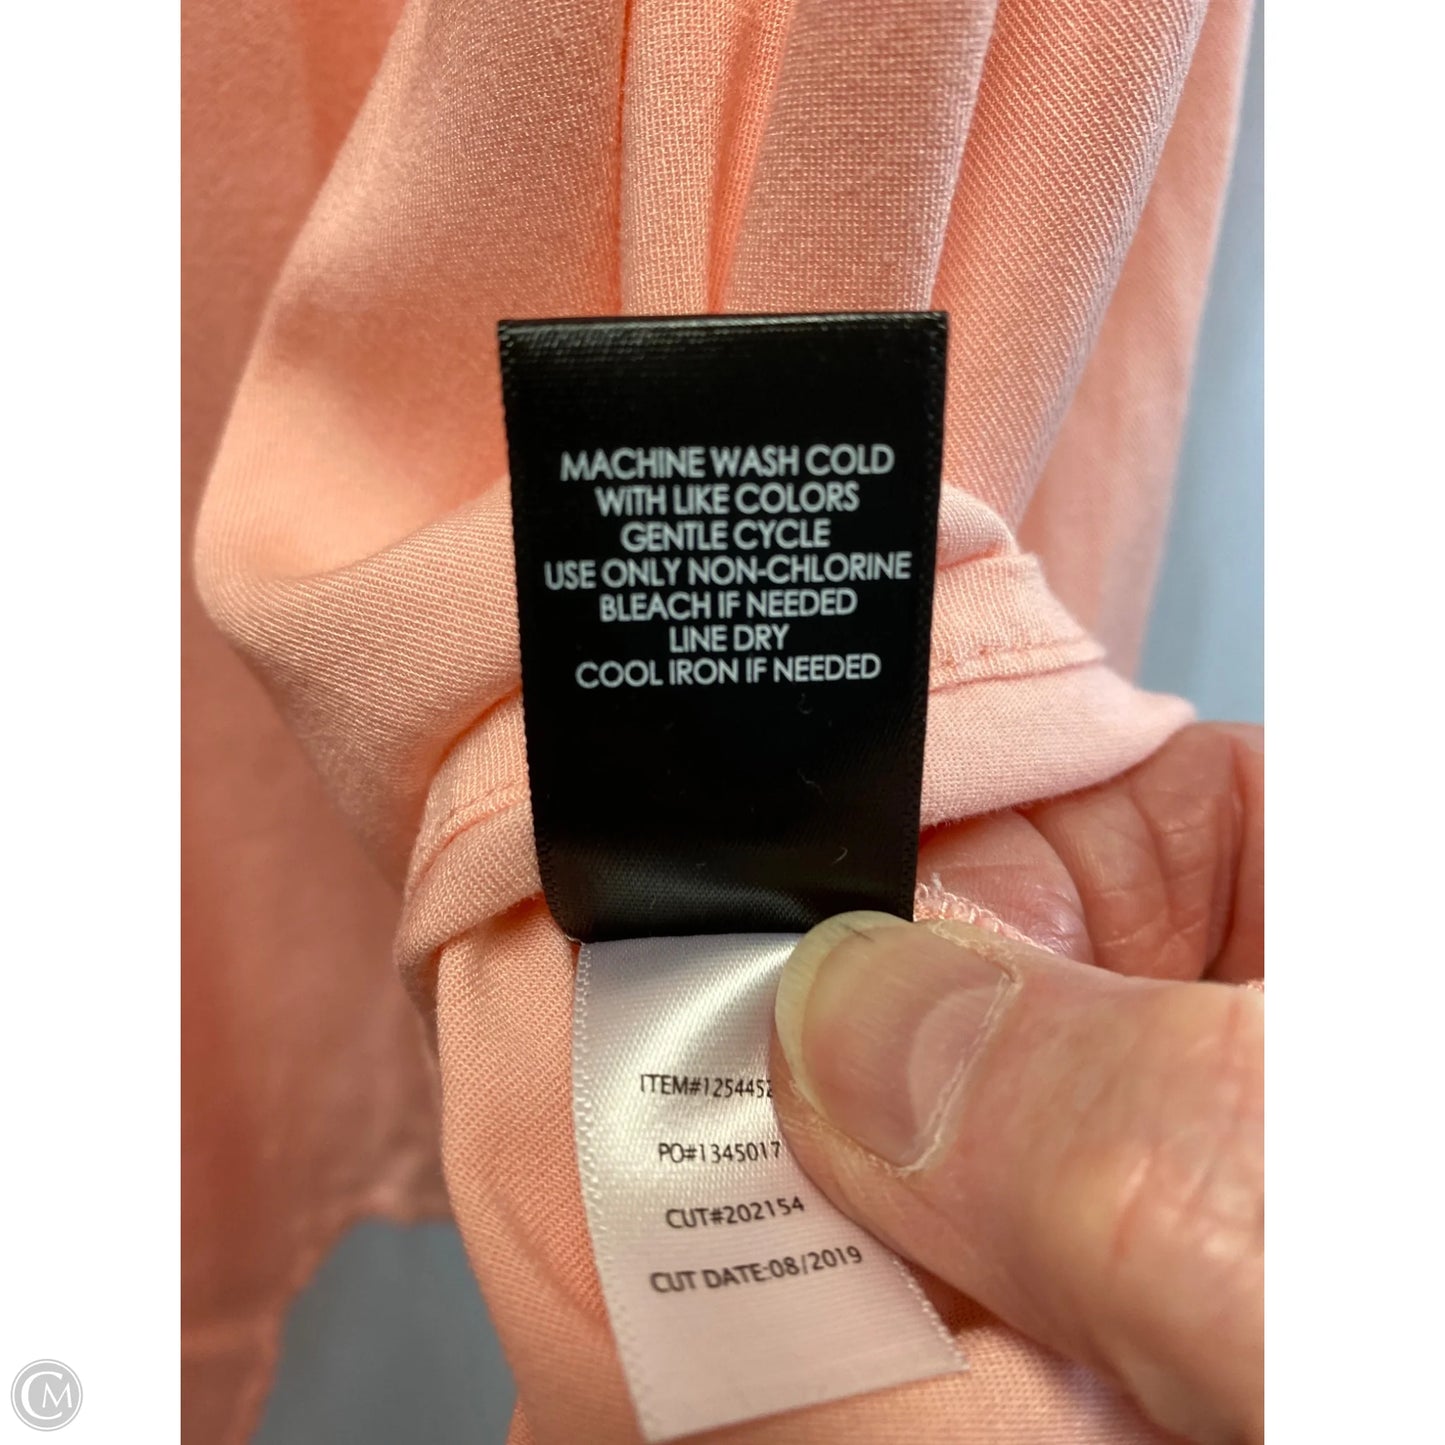 MACHINE WASH COLD
WITH LIKE COLORS
GENTLE CYCLE
USE ONLY NON-CHLORINE
BLEACH IF NEEDED
LINE DRY
COOL IRON IF NEEDED
PO#1345017
CUT#202154
CUT DATE:08/2019
CM